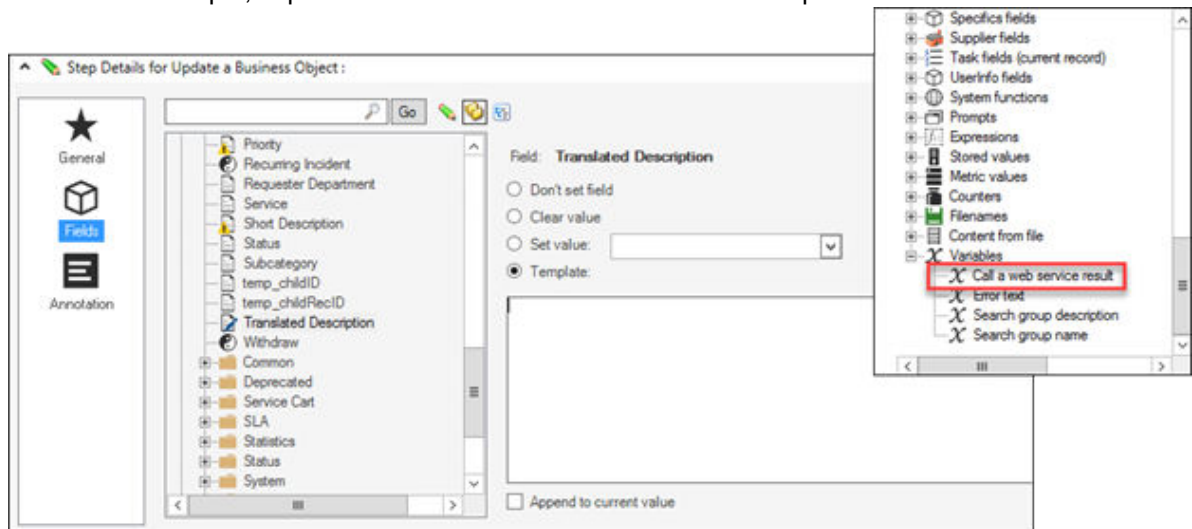 Step Details for Update a Business Object :
General
Fields
Annotation
Go
Priority
Recurring Incident
Requester Department
Service
Short Description
Status
Subcategory
temp_childID
temp_childRecID
Translated Description
Withdraw
Common
Deprecated
Service Cart
SLA
Statistics
Status
System
Field: Translated Description
Don't set field
Clear value
Set value:
Template:
Append to current value
Specifics fields
Supplier fields
Task fields (current record)
UserInfo fields
System functions
Prompts
Expressions
Stored values
Metric values
Counters
Filenames
Content from file
Variables
Call a web service result
Error text
Search group description
Search group name